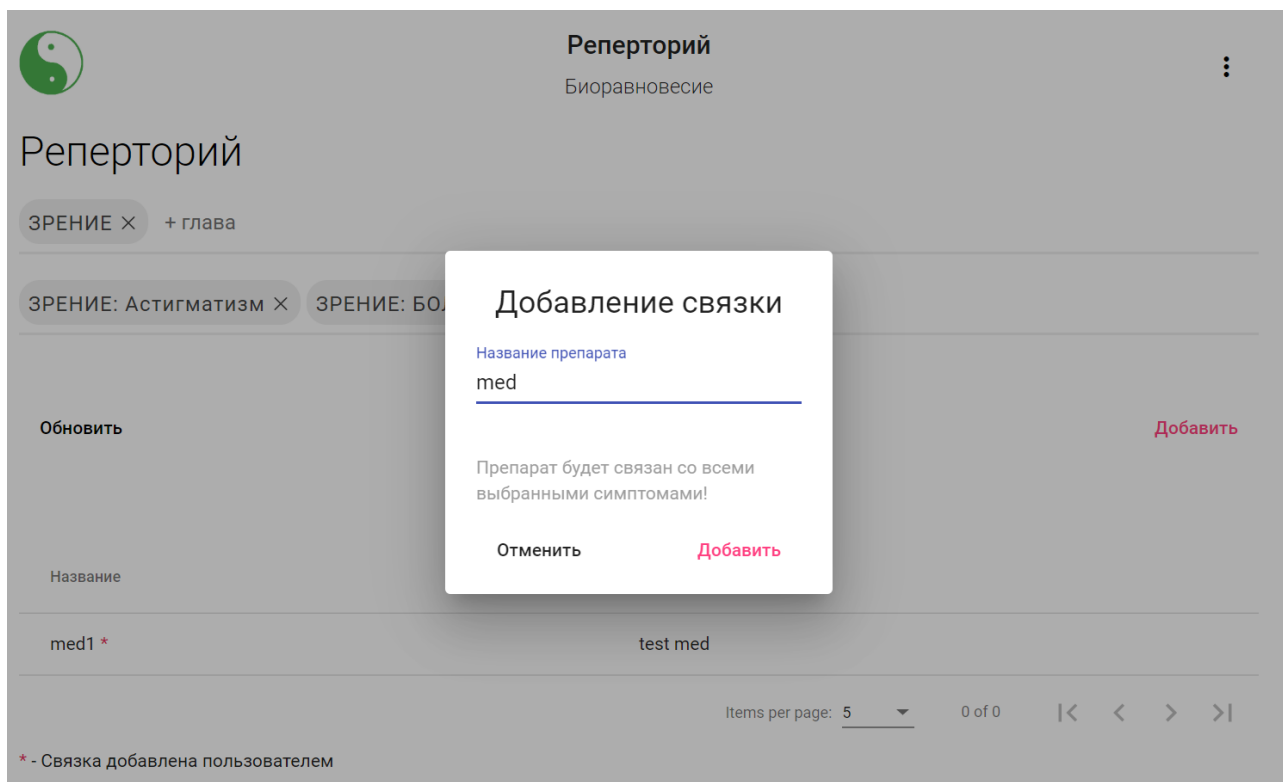 Реперторий
Биоравновесие
Реперторий
ЗРЕНИЕ × + глава
ЗРЕНИЕ: Астигматизм × ЗРЕНИЕ:
Добавление связки
Название препарата
med
Обновить
Добавить
Препарат будет связан со всеми
выбранными симптомами!
Отменить Добавить
Название
med1 * test med
Items per page: 5 0 of 0
* - Связка добавлена пользователем